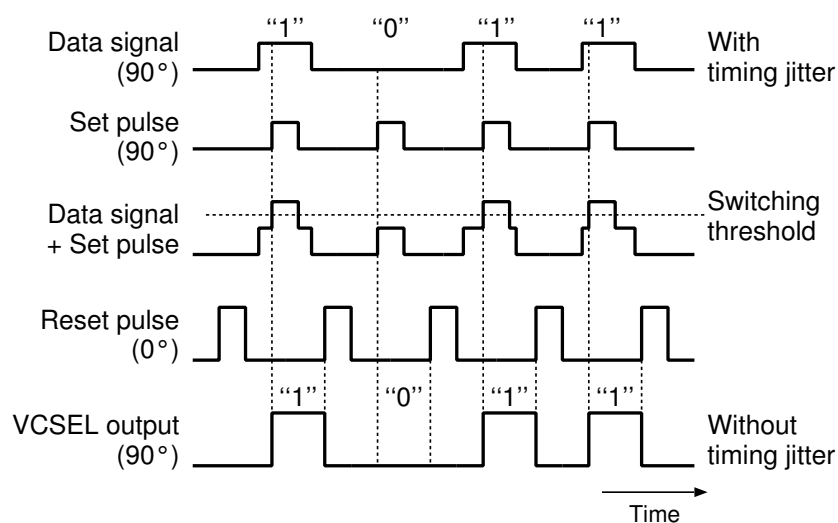 “1” “0” “1” “1”
Data signal
(90°)
With
timing jitter
Set pulse
(90°)
Data signal
+ Set pulse
Switching
threshold
Reset pulse
(0°)
“1” “0” “1” “1”
VCSEL output
(90°)
Without
timing jitter
Time